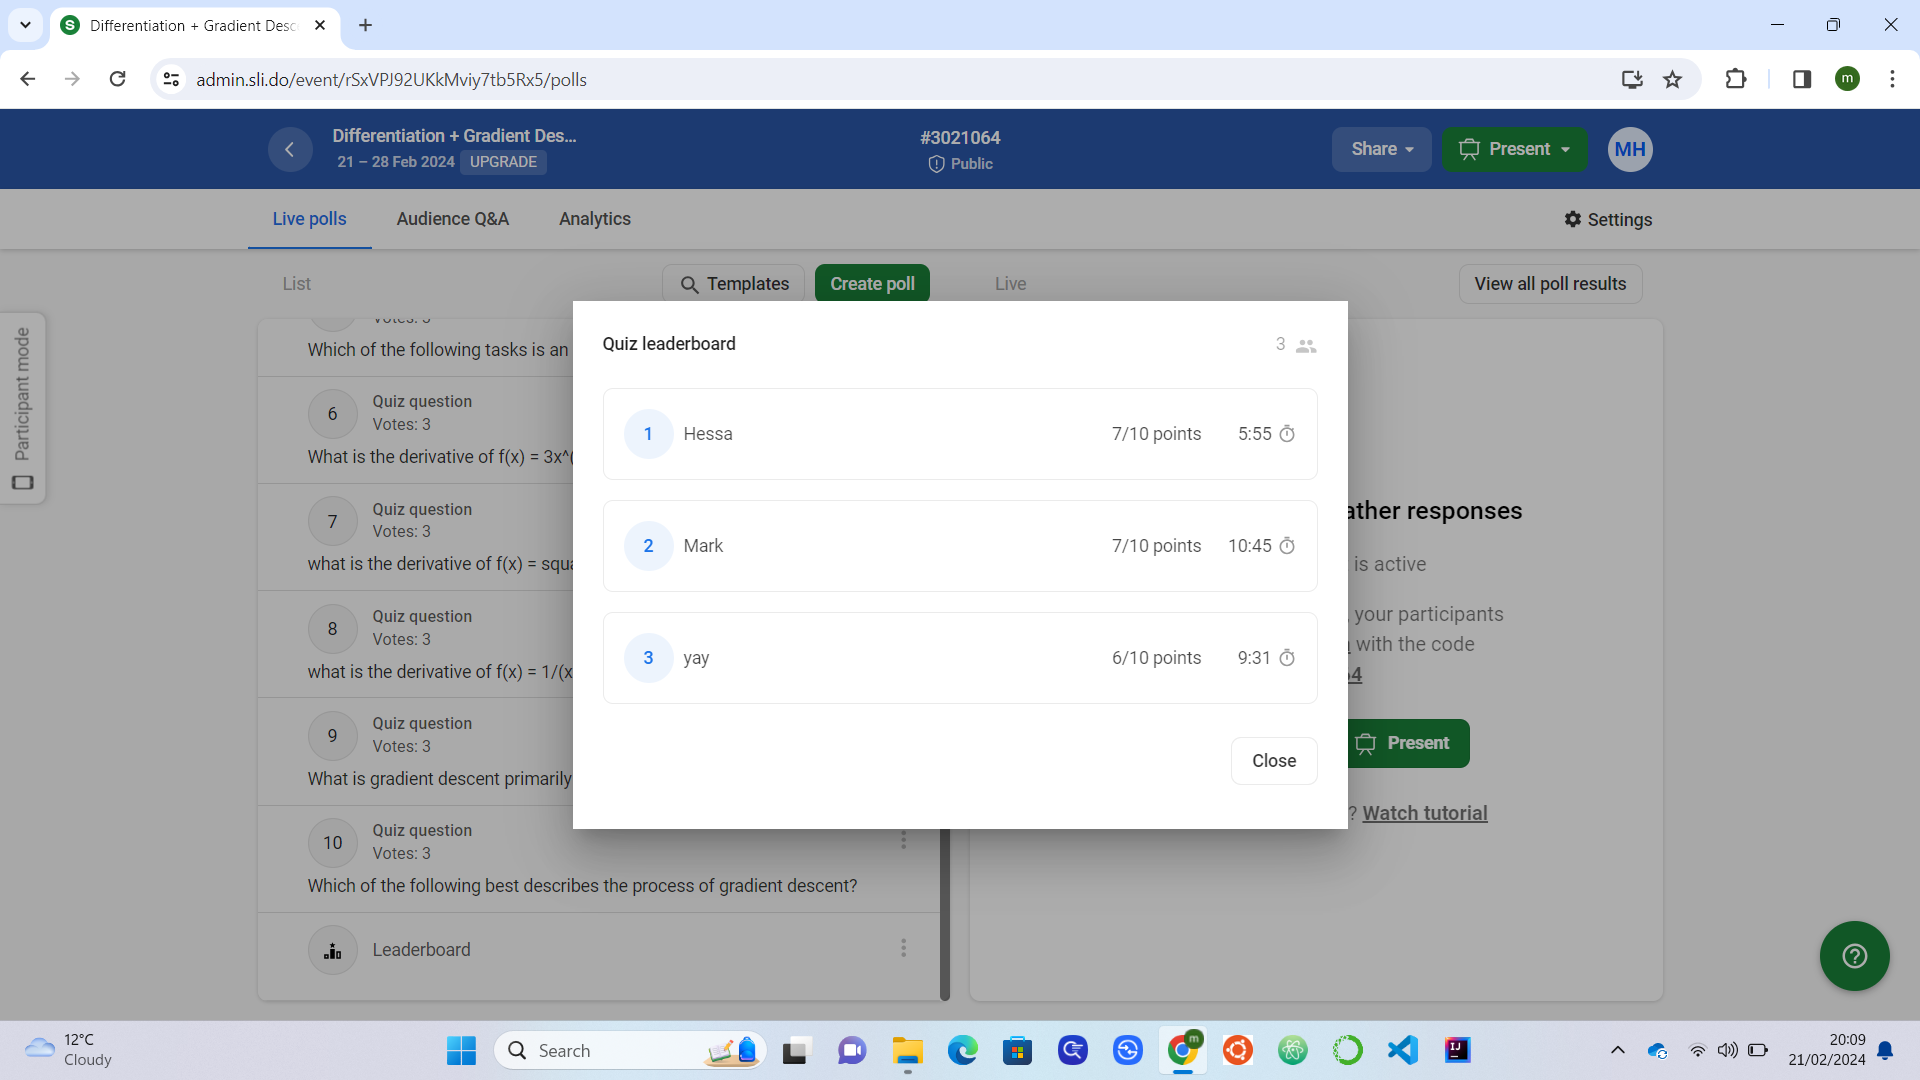 Differentiation + Gradient Desc
admin.sli.do/event/rSxVPJ92UKkMviy7tb5Rx5/polls
m
Differentiation + Gradient Des...
21 – 28 Feb 2024 UPGRADE
#3021064
Public
Share
Present
MH
Live polls
Audience Q&A
Analytics
Settings
Participant mode
List
Templates
Create poll
Live
View all poll results
Votes: 3
Which of the following tasks is an
6
Quiz question
Votes: 3
What is the derivative of f(x) = 3x^(
7
Quiz question
Votes: 3
what is the derivative of f(x) = squa
8
Quiz question
Votes: 3
what is the derivative of f(x) = 1/(x
9
Quiz question
Votes: 3
What is gradient descent primarily
10
Quiz question
Votes: 3
Which of the following best describes the process of gradient descent?
Leaderboard
Quiz leaderboard
3
1 Hessa 7/10 points 5:55
2 Mark 7/10 points 10:45
3 yay 6/10 points 9:31
Close
ather responses
is active
, your participants
with the code
64
Present
? Watch tutorial
12°C
Cloudy
Search
m
IJ
20:09
21/02/2024